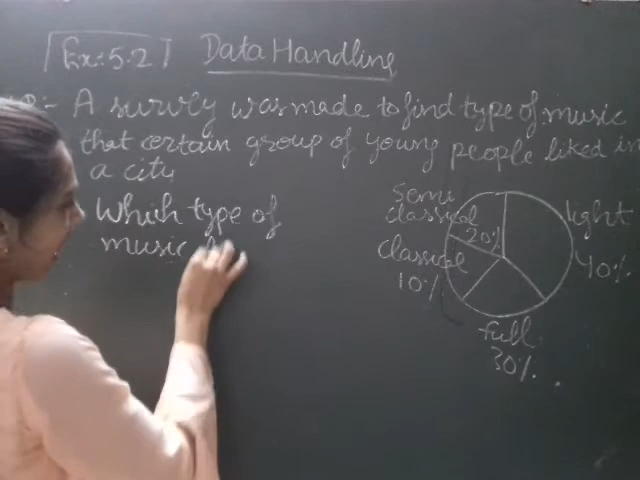 Ex:5.2 Data Handling
:- A survey was made to find type of music
that certain group of young people liked in
a city
Which type of
music
Semi
classical
20%
light
40%
classical
10%
full
30%.